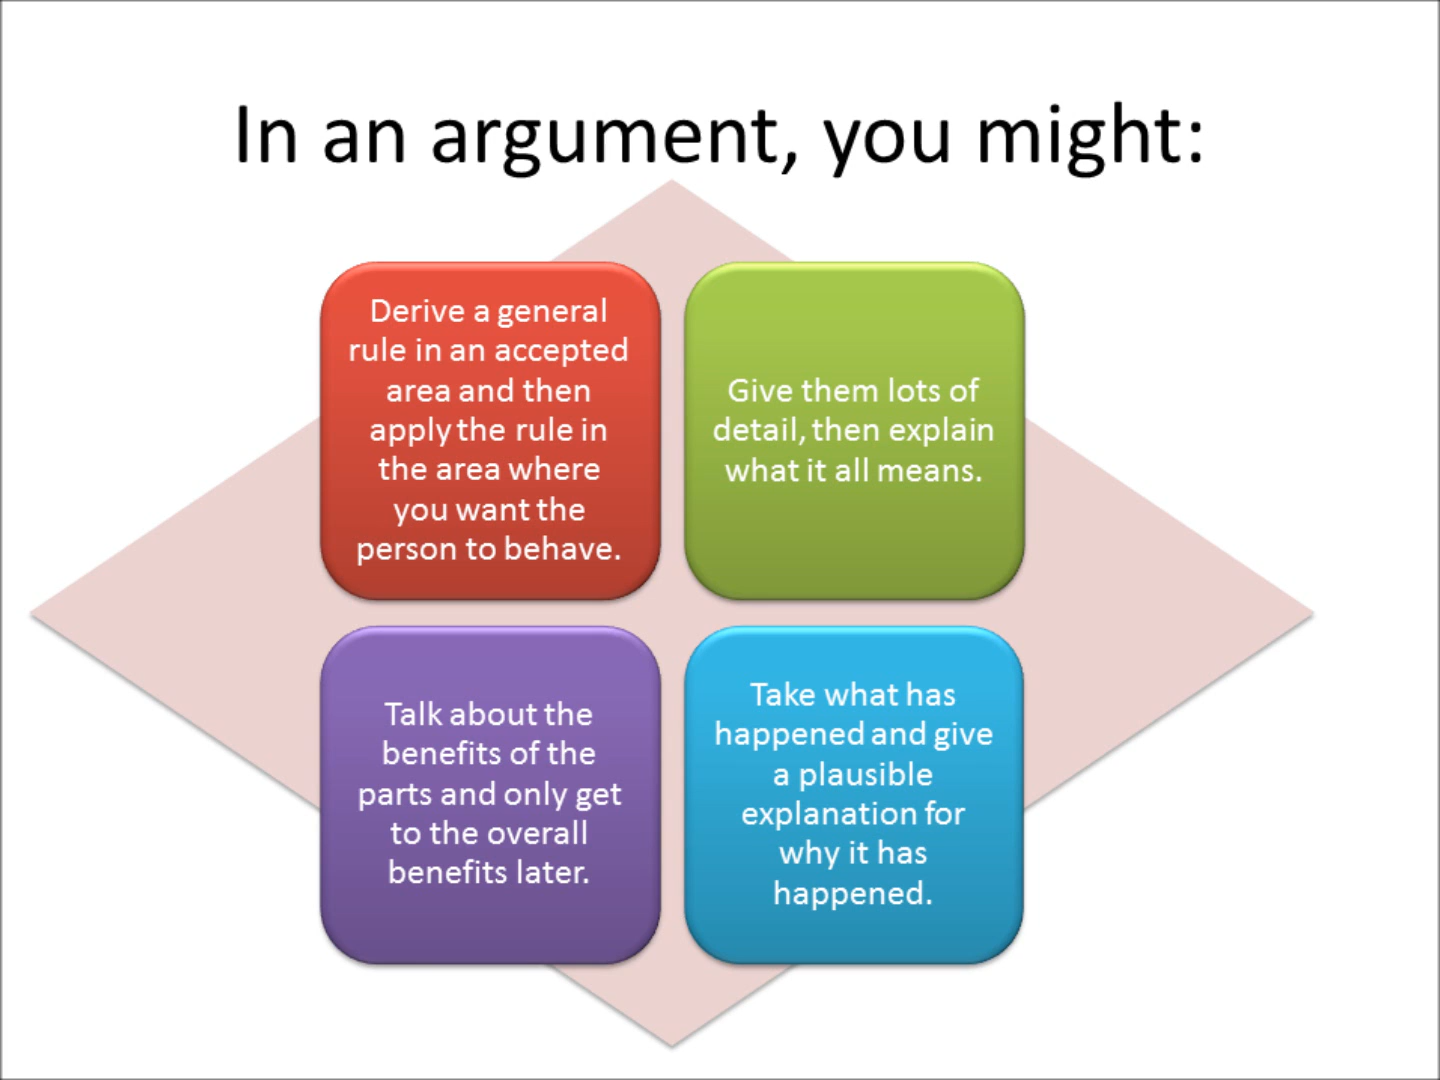 In an argument, you might:
Derive a general
rule in an accepted
area and then
apply the rule in
the area where
you want the
person to behave.
Give them lots of
detail, then explain
what it all means.
Talk about the
benefits of the
parts and only get
to the overall
benefits later.
Take what has
happened and give
a plausible
explanation for
why it has
happened.